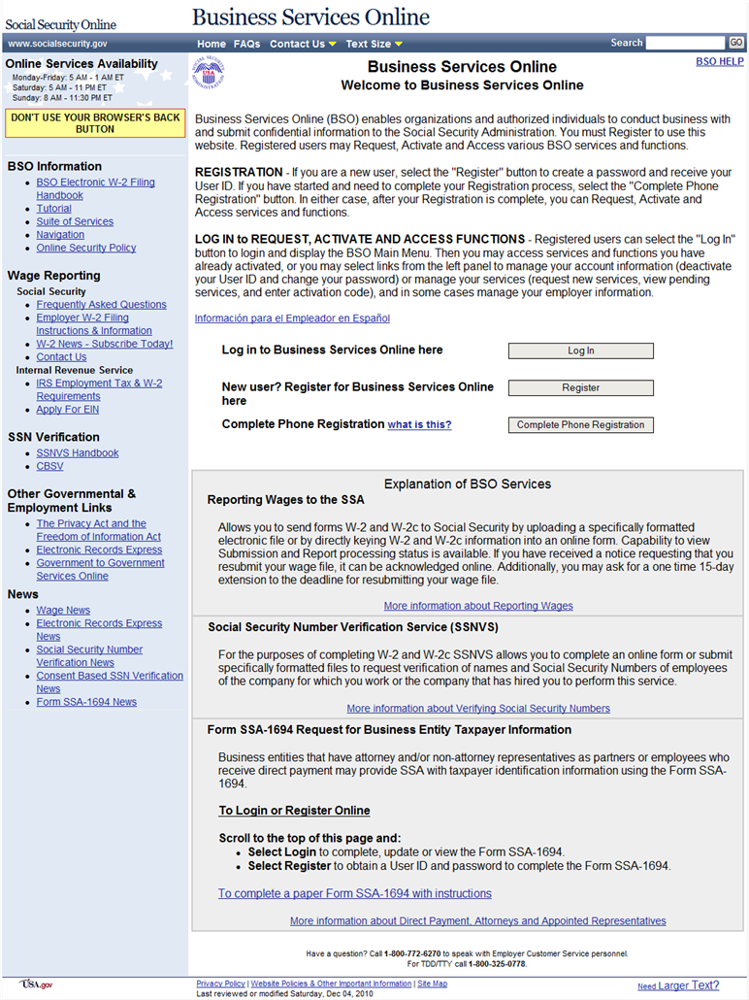 Social Security Online
Business Services Online
www.socialsecurity.gov
Home FAQs Contact Us Text Size
Search GO
Online Services Availability
Monday-Friday: 5 AM - 1 AM ET
Saturday: 5 AM - 11 PM ET
Sunday: 8 AM - 11:30 PM ET
DON'T USE YOUR BROWSER'S BACK
BUTTON
BSO Information
BSO Electronic W-2 Filing
Handbook
Tutorial
Suite of Services
Navigation
Online Security Policy
Wage Reporting
Social Security
Frequently Asked Questions
Employer W-2 Filing
Instructions & Information
W-2 News - Subscribe Today!
Contact Us
Internal Revenue Service
IRS Employment Tax & W-2
Requirements
Apply For EIN
SSN Verification
SSNVS Handbook
CBSV
Other Governmental &
Employment Links
The Privacy Act and the
Freedom of Information Act
Electronic Records Express
Government to Government
Services Online
News
Wage News
Electronic Records Express
News
Social Security Number
Verification News
Consent Based SSN Verification
News
Form SSA-1694 News
SOCIAL SECURITY ADMINISTRATION
USA
BSO HELP
Business Services Online
Welcome to Business Services Online
Business Services Online (BSO) enables organizations and authorized individuals to conduct business with
and submit confidential information to the Social Security Administration. You must Register to use this
website. Registered users may Request, Activate and Access various BSO services and functions.
REGISTRATION - If you are a new user, select the "Register" button to create a password and receive your
User ID. If you have started and need to complete your Registration process, select the "Complete Phone
Registration" button. In either case, after your Registration is complete, you can Request, Activate and
Access services and functions.
LOG IN to REQUEST, ACTIVATE AND ACCESS FUNCTIONS - Registered users can select the "Log In"
button to login and display the BSO Main Menu. Then you may access services and functions you have
already activated, or you may select links from the left panel to manage your account information (deactivate
your User ID and change your password) or manage your services (request new services, view pending
services, and enter activation code), and in some cases manage your employer information.
Información para el Empleador en Español
Log in to Business Services Online here
Log In
New user? Register for Business Services Online
here
Register
Complete Phone Registration what is this?
Complete Phone Registration
Explanation of BSO Services
Reporting Wages to the SSA
Allows you to send forms W-2 and W-2c to Social Security by uploading a specifically formatted
electronic file or by directly keying W-2 and W-2c information into an online form. Capability to view
Submission and Report processing status is available. If you have received a notice requesting that you
resubmit your wage file, it can be acknowledged online. Additionally, you may ask for a one time 15-day
extension to the deadline for resubmitting your wage file.
More information about Reporting Wages
Social Security Number Verification Service (SSNVS)
For the purposes of completing W-2 and W-2c SSNVS allows you to complete an online form or submit
specifically formatted files to request verification of names and Social Security Numbers of employees
of the company for which you work or the company that has hired you to perform this service.
More information about Verifying Social Security Numbers
Form SSA-1694 Request for Business Entity Taxpayer Information
Business entities that have attorney and/or non-attorney representatives as partners or employees who
receive direct payment may provide SSA with taxpayer identification information using the Form SSA-
1694.
To Login or Register Online
Scroll to the top of this page and:
Select Login to complete, update or view the Form SSA-1694.
Select Register to obtain a User ID and password to complete the Form SSA-1694.
To complete a paper Form SSA-1694 with instructions
More information about Direct Payment, Attorneys and Appointed Representatives
Have a question? Call 1-800-772-6270 to speak with Employer Customer Service personnel.
For TDD/TTY call 1-800-325-0778.
USA.gov
Privacy Policy | Website Policies & Other Important Information | Site Map
Last reviewed or modified Saturday, Dec 04, 2010
Need Larger Text?